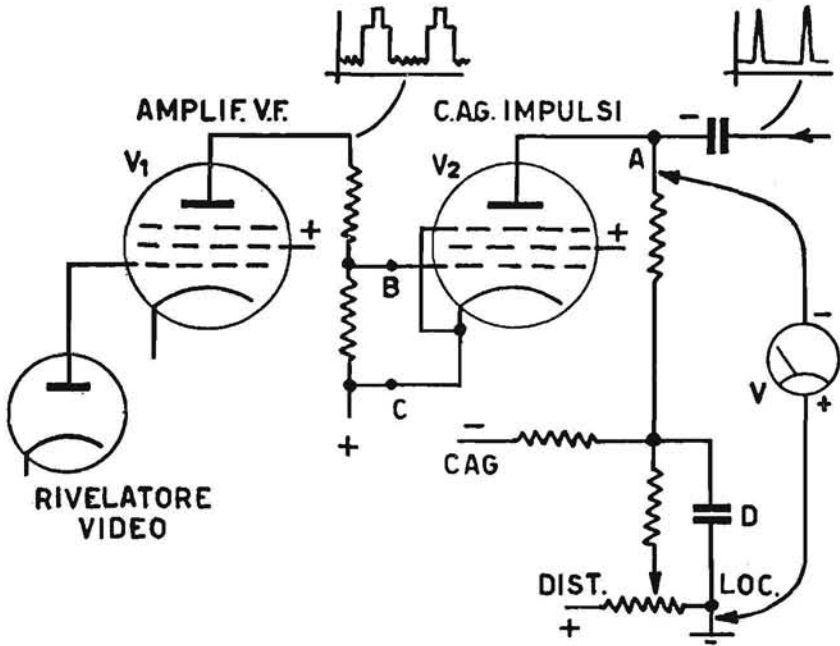 AMPLIF. V.F.
C.A.G. IMPULSI
V1
V2
A
−
+
+
B
C
+
−
CAG
−
V
+
D
RIVELATORE
VIDEO
DIST.
LOC.
+
+
+
−